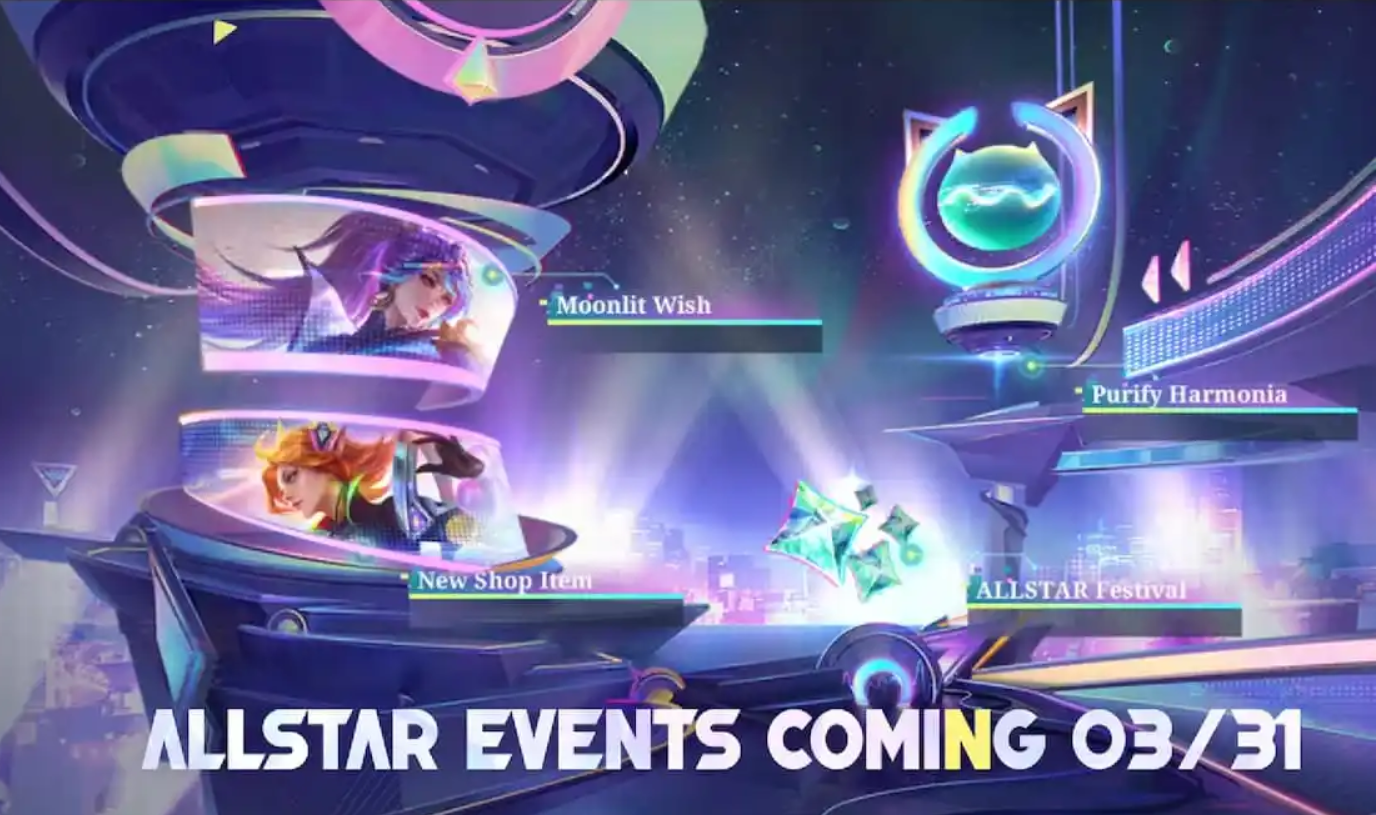 Moonlit Wish
Purify Harmonia
New Shop Item
ALLSTAR Festival
ALLSTAR EVENTS COMING 03/31